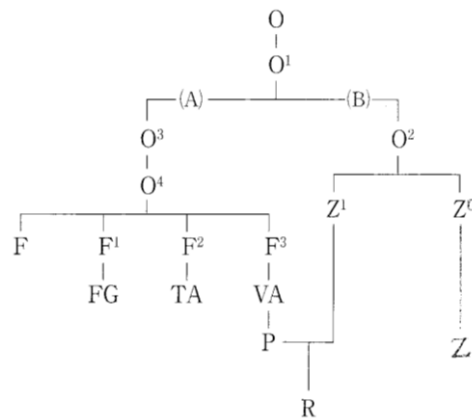 O
O¹
(A) (B)
O³ O²
O⁴
F F¹ F² F³ Z¹ Z⁰
FG TA VA
P Z
R